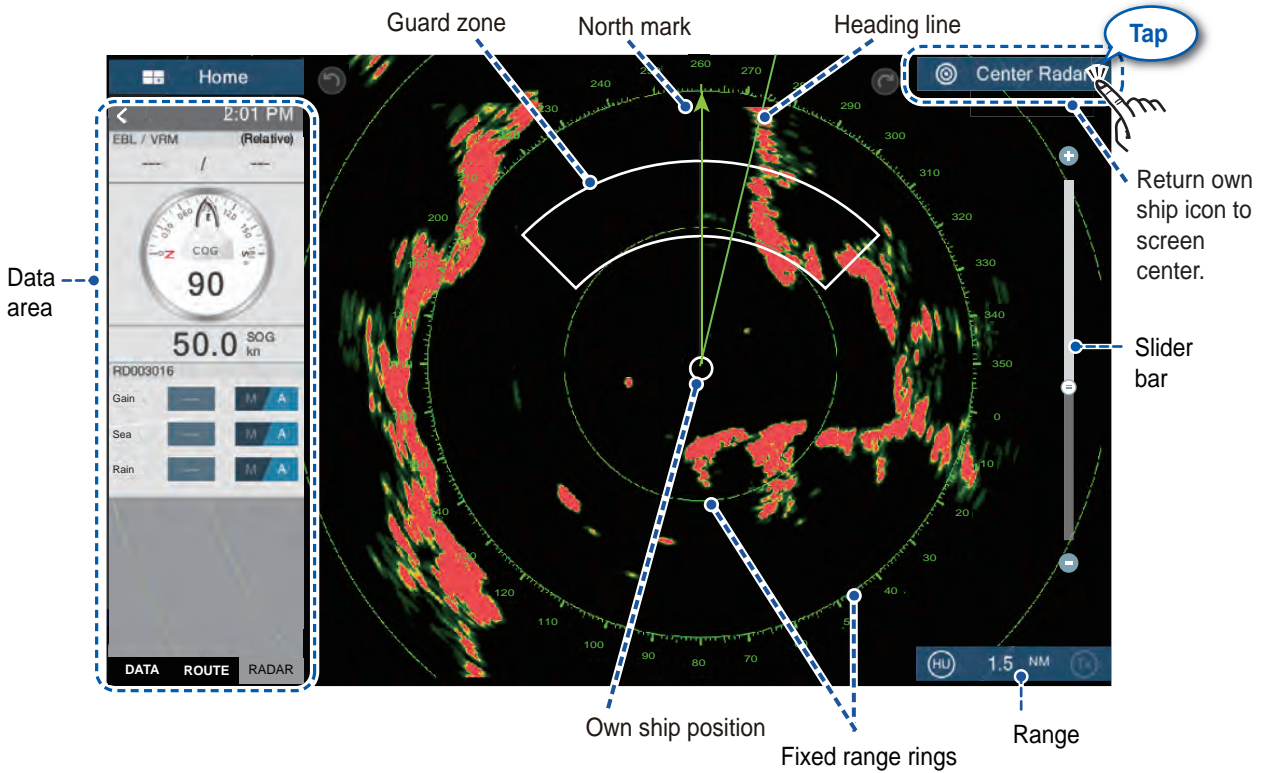 Guard zone
North mark
Heading line
Tap
Home
Center Radar
2:01 PM
EBL / VRM (Relative)
--- / ---
Return own
ship icon to
screen
center.
COG
90
50.0 SOG
kn
RD003016
Gain --- M A
Sea --- M A
Rain --- M A
DATA ROUTE RADAR
Data
area
Slider
bar
260
270
240
290
300
310
320
330
340
350
0
10
20
30
40
60
70
80
90
100
110
120
200
210
HU 1.5 NM TX
Own ship position
Fixed range rings
Range